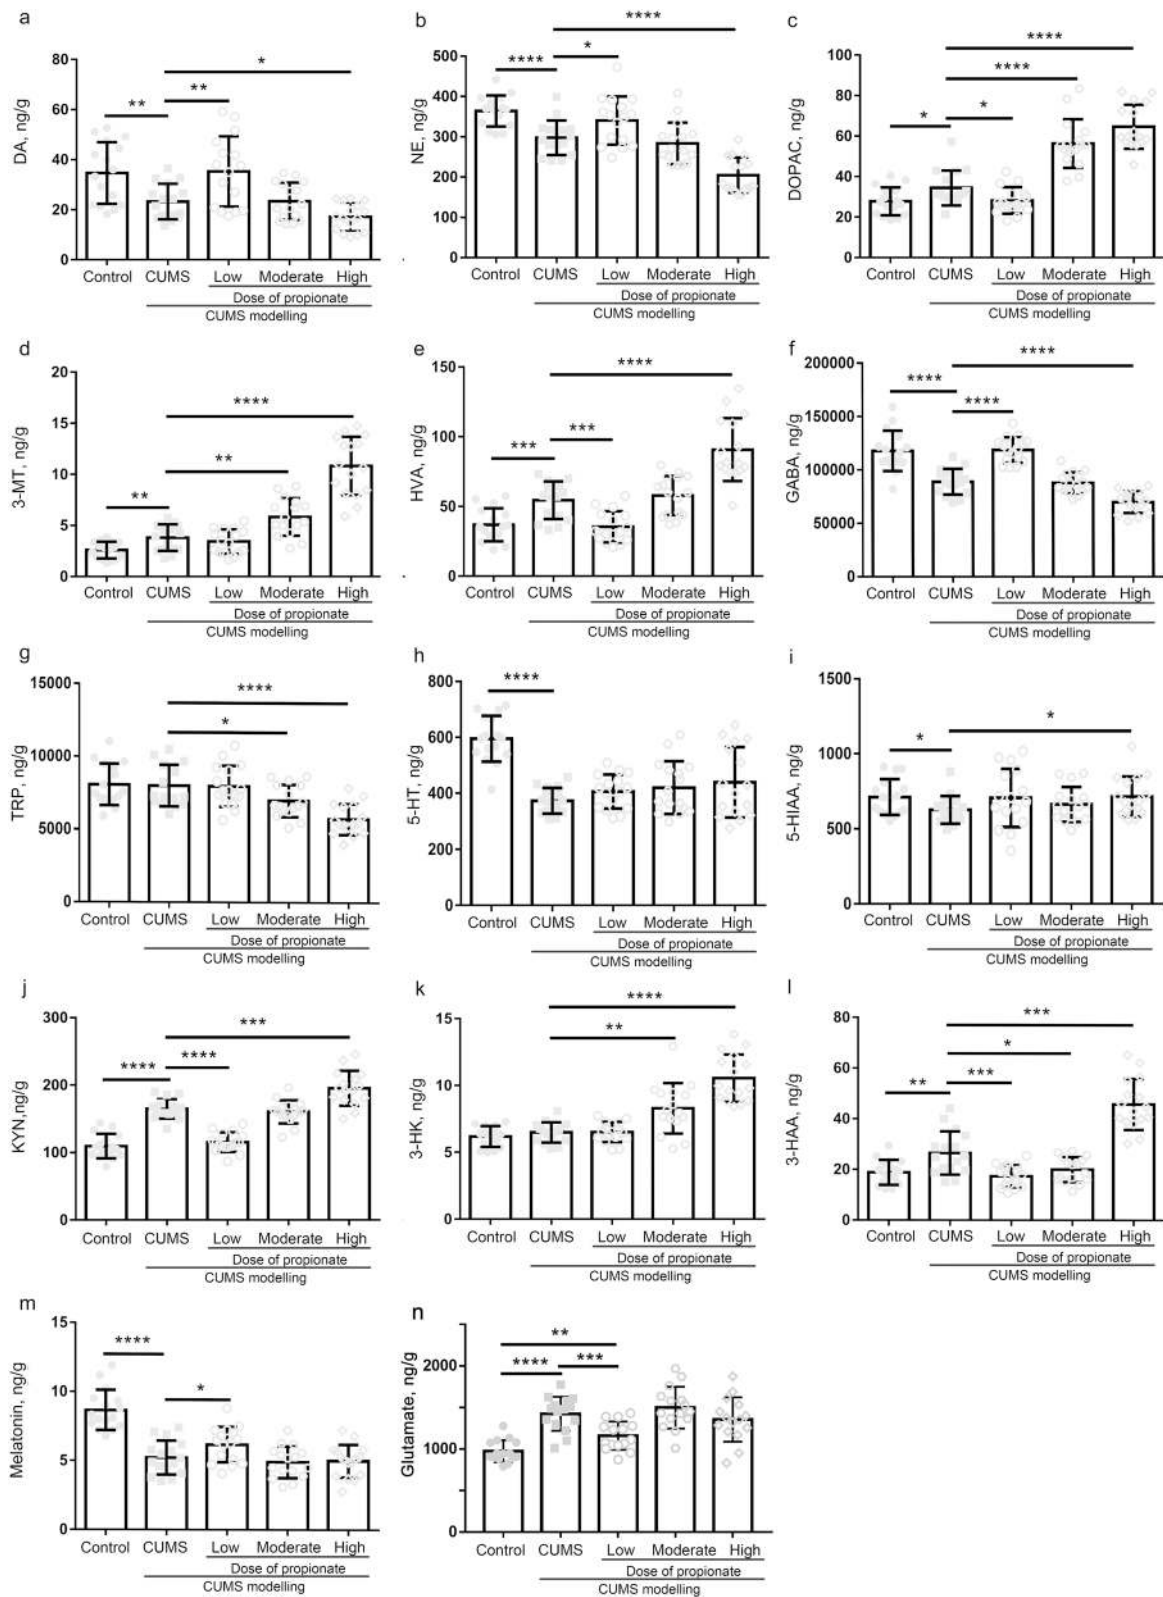 a
DA, ng/g
80
60
40
20
0
**
**
*
Control CUMS Low Moderate High
Dose of propionate
CUMS modelling
b
NE, ng/g
500
400
300
200
100
0
****
*
****
Control CUMS Low Moderate High
Dose of propionate
CUMS modelling
c
DOPAC, ng/g
100
80
60
40
20
0
*
*
****
****
Control CUMS Low Moderate High
Dose of propionate
CUMS modelling
d
3-MT, ng/g
20
15
10
5
0
**
**
****
Control CUMS Low Moderate High
Dose of propionate
CUMS modelling
e
HVA, ng/g
150
100
50
0
***
***
****
Control CUMS Low Moderate High
Dose of propionate
CUMS modelling
f
GABA, ng/g
200000
150000
100000
50000
0
****
****
****
Control CUMS Low Moderate High
Dose of propionate
CUMS modelling
g
TRP, ng/g
15000
10000
5000
0
****
*
Control CUMS Low Moderate High
Dose of propionate
CUMS modelling
h
5-HT, ng/g
800
600
400
200
0
****
Control CUMS Low Moderate High
Dose of propionate
CUMS modelling
i
5-HIAA, ng/g
1500
1000
500
0
*
*
Control CUMS Low Moderate High
Dose of propionate
CUMS modelling
j
KYN,ng/g
300
200
100
0
****
****
***
Control CUMS Low Moderate High
Dose of propionate
CUMS modelling
k
3-HK, ng/g
15
10
5
0
****
**
Control CUMS Low Moderate High
Dose of propionate
CUMS modelling
l
3-HAA, ng/g
80
60
40
20
0
**
***
*
***
Control CUMS Low Moderate High
Dose of propionate
CUMS modelling
m
Melatonin, ng/g
15
10
5
0
****
*
Control CUMS Low Moderate High
Dose of propionate
CUMS modelling
n
Glutamate, ng/g
2000
1000
0
**
****
***
Control CUMS Low Moderate High
Dose of propionate
CUMS modelling